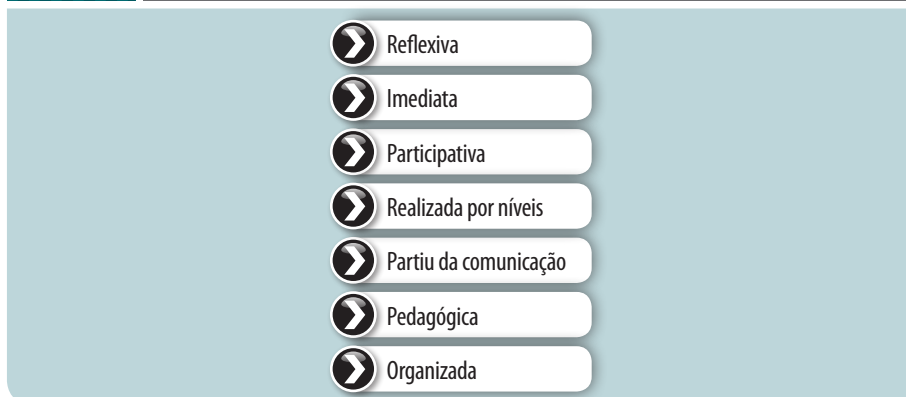 Reflexiva
Imediata
Participativa
Realizada por níveis
Partiu da comunicação
Pedagógica
Organizada